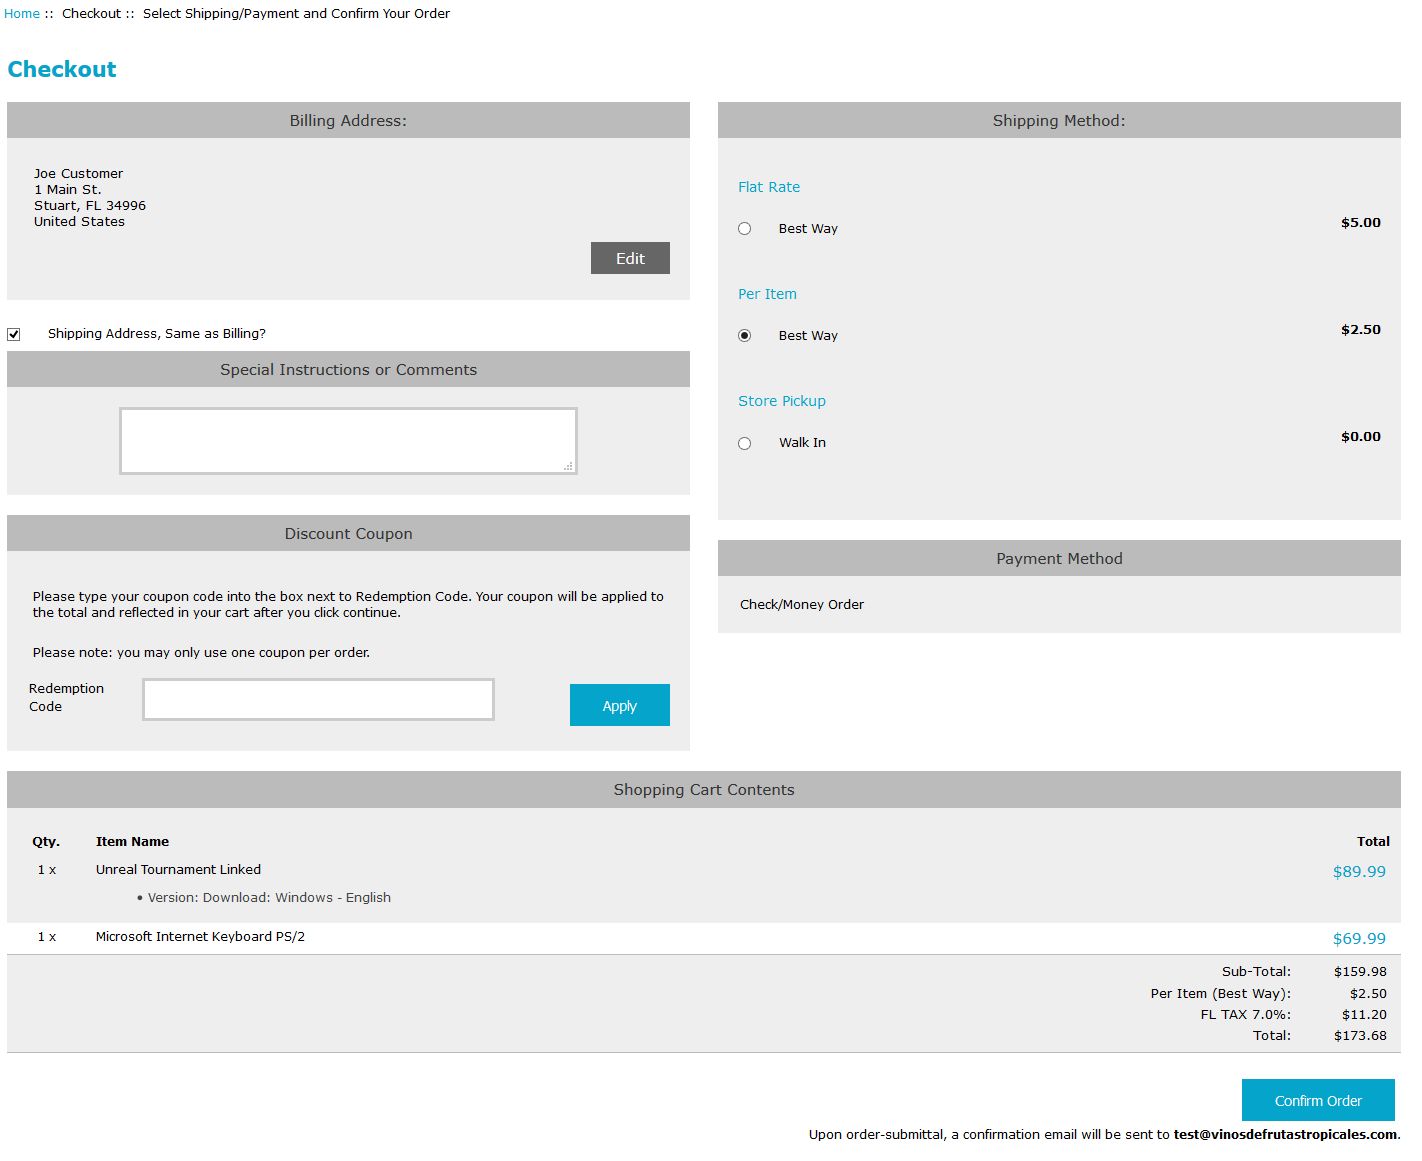 Home :: Checkout :: Select Shipping/Payment and Confirm Your Order
Checkout
Billing Address:
Joe Customer
1 Main St.
Stuart, FL 34996
United States
Edit
Shipping Address, Same as Billing?
Special Instructions or Comments
Discount Coupon
Please type your coupon code into the box next to Redemption Code. Your coupon will be applied to
the total and reflected in your cart after you click continue.
Please note: you may only use one coupon per order.
Redemption
Code
Apply
Shipping Method:
Flat Rate
Best Way $5.00
Per Item
Best Way $2.50
Store Pickup
Walk In $0.00
Payment Method
Check/Money Order
Shopping Cart Contents
Qty. Item Name Total
1 x Unreal Tournament Linked $89.99
• Version: Download: Windows - English
1 x Microsoft Internet Keyboard PS/2 $69.99
Sub-Total: $159.98
Per Item (Best Way): $2.50
FL TAX 7.0%: $11.20
Total: $173.68
Confirm Order
Upon order-submittal, a confirmation email will be sent to test@vinosdefrutastropicales.com.